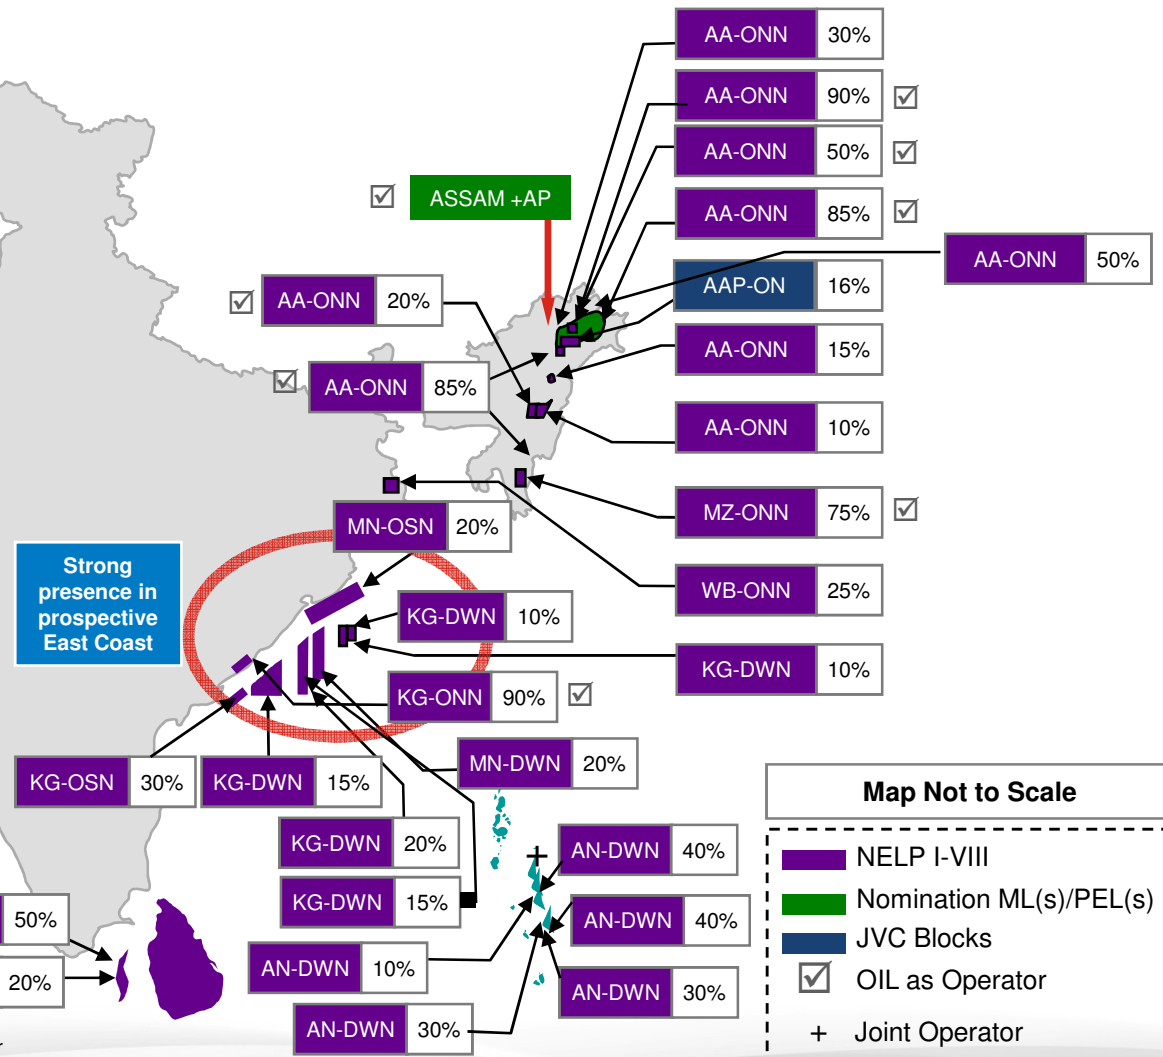 AA-ONN 30%
AA-ONN 90%
AA-ONN 50%
ASSAM +AP
AA-ONN 85%
AA-ONN 50%
AAP-ON 16%
AA-ONN 20%
AA-ONN 15%
AA-ONN 85%
AA-ONN 10%
MZ-ONN 75%
MN-OSN 20%
Strong
presence in
prospective
East Coast
WB-ONN 25%
KG-DWN 10%
KG-DWN 10%
KG-ONN 90%
MN-DWN 20%
KG-OSN 30%
KG-DWN 15%
KG-DWN 20%
KG-DWN 15%
AN-DWN 40%
AN-DWN 40%
50%
20%
AN-DWN 10%
AN-DWN 30%
AN-DWN 30%
Map Not to Scale
NELP I-VIII
Nomination ML(s)/PEL(s)
JVC Blocks
OIL as Operator
+ Joint Operator